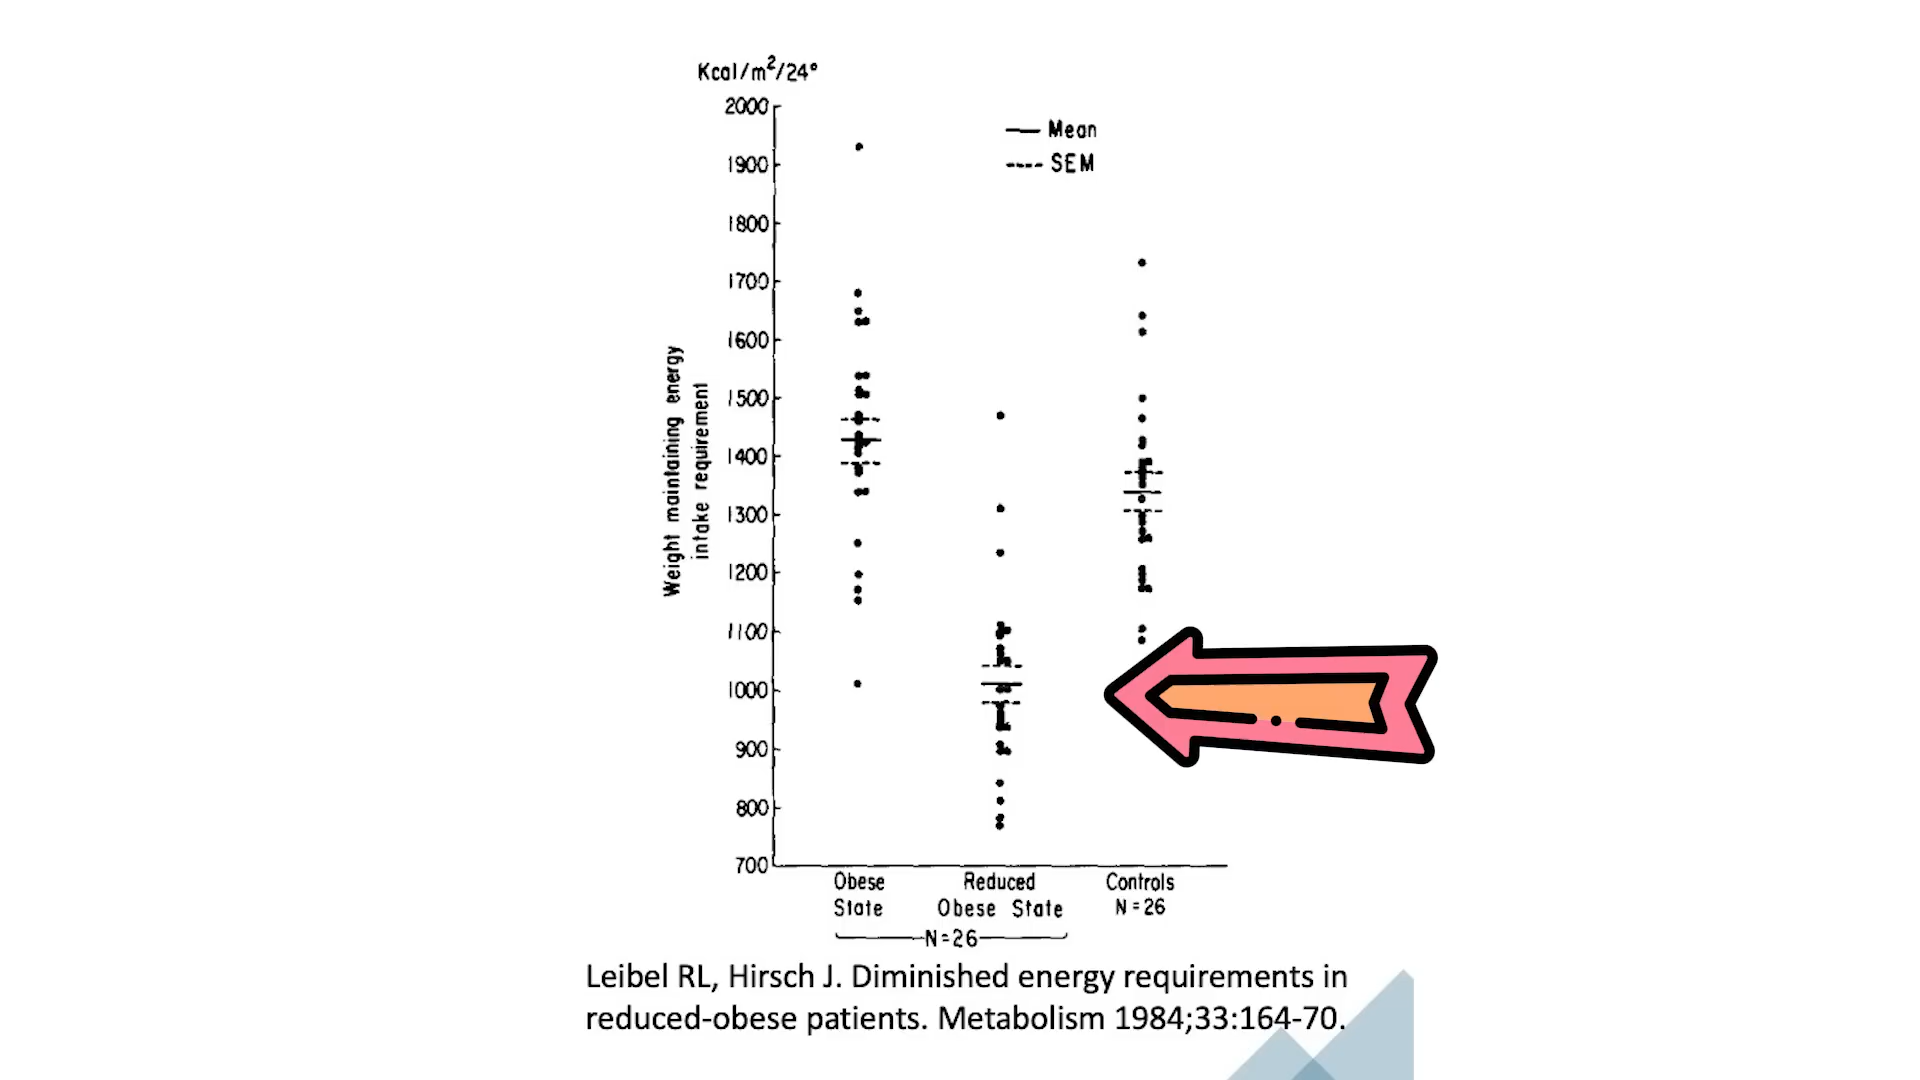 Kcal/m²/24°
2000
1900
1800
1700
1600
1500
1400
1300
1200
1100
1000
900
800
700
Weight maintaining energy
intake requirement
Mean
SEM
Obese
State
Reduced
Obese State
N=26
Controls
N=26
Leibel RL, Hirsch J. Diminished energy requirements in
reduced-obese patients. Metabolism 1984;33:164-70.